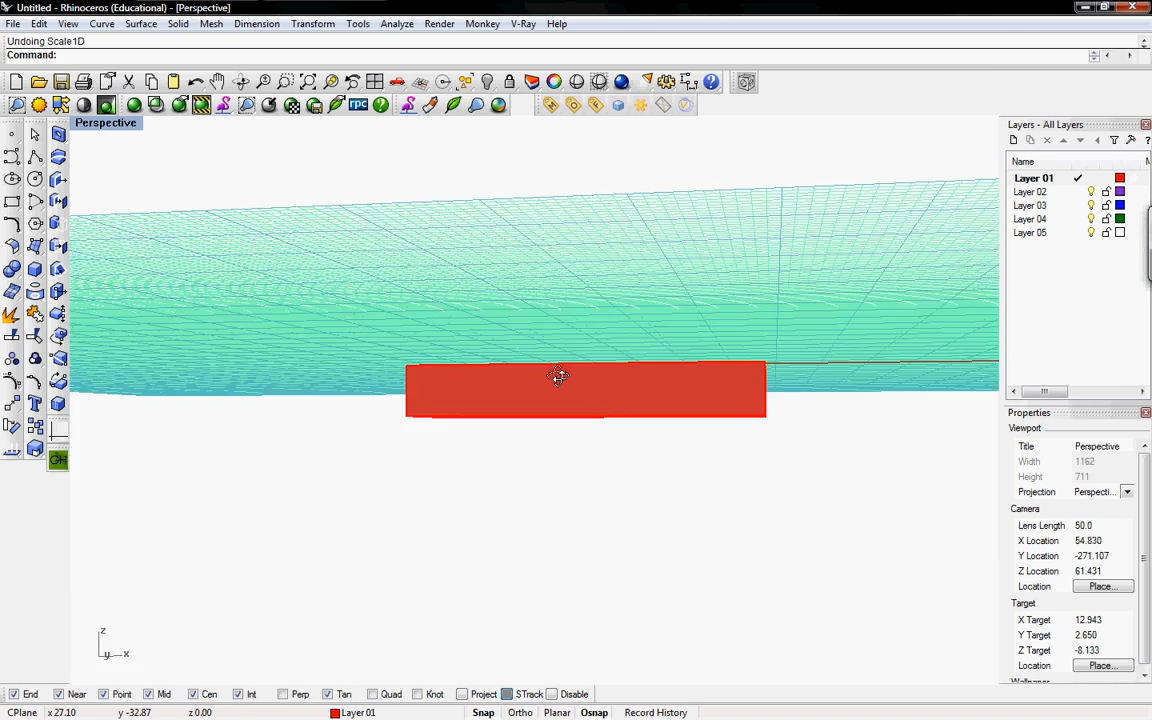 Untitled - Rhinoceros (Educational) - [Perspective]
File Edit View Curve Surface Solid Mesh Dimension Transform Tools Analyze Render Monkey V-Ray Help
Undoing Scale1D
Command:
rpc
Perspective
Layers - All Layers
Name
Layer 01
Layer 02
Layer 03
Layer 04
Layer 05
Properties
Viewport
Title Perspective
Width 1162
Height 711
Projection Perspecti...
Camera
Lens Length 50.0
X Location 54.830
Y Location -271.107
Z Location 61.431
Location Place...
Target
X Target 12.943
Y Target 2.650
Z Target -8.133
Location Place...
z
y x
End Near Point Mid Cen Int Perp Tan Quad Knot Project STrack Disable
CPlane x 27.10 y -32.87 z 0.00 Layer 01 Snap Ortho Planar Osnap Record History